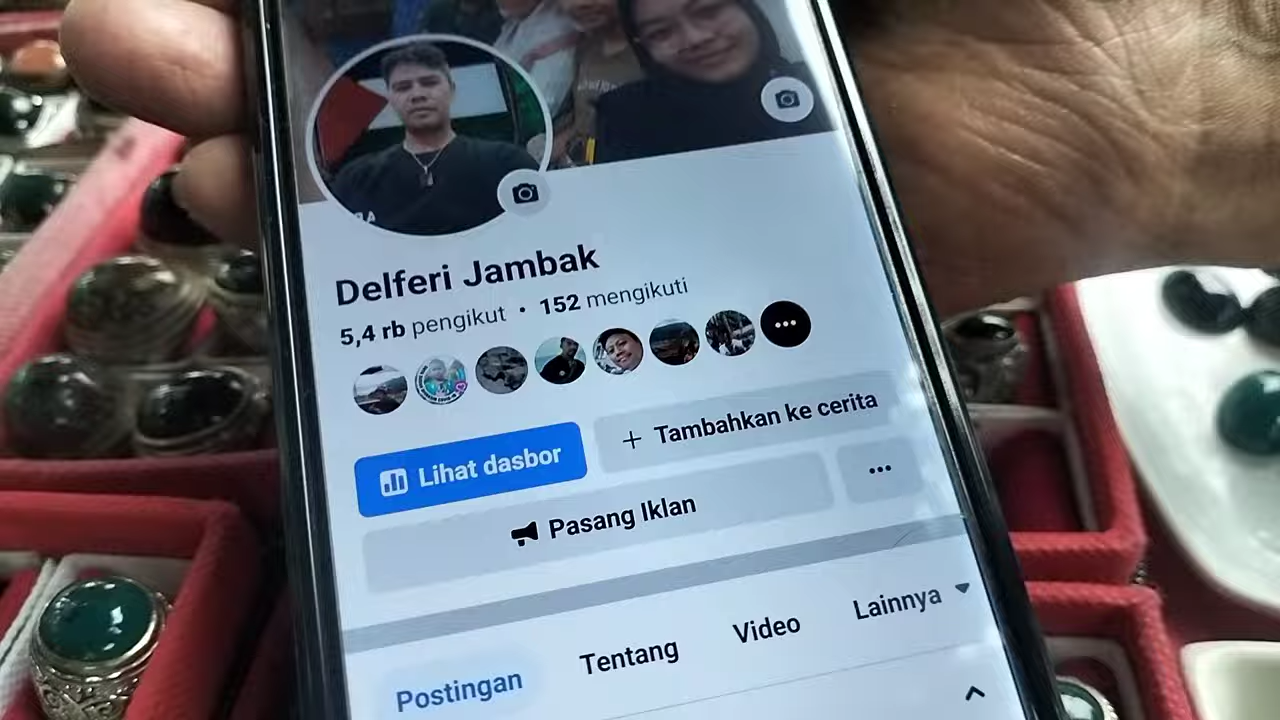 Delferi Jambak
5,4 rb pengikut • 152 mengikuti
+ Tambahkan ke cerita
Lihat dasbor
Pasang Iklan
Postingan Tentang Video Lainnya